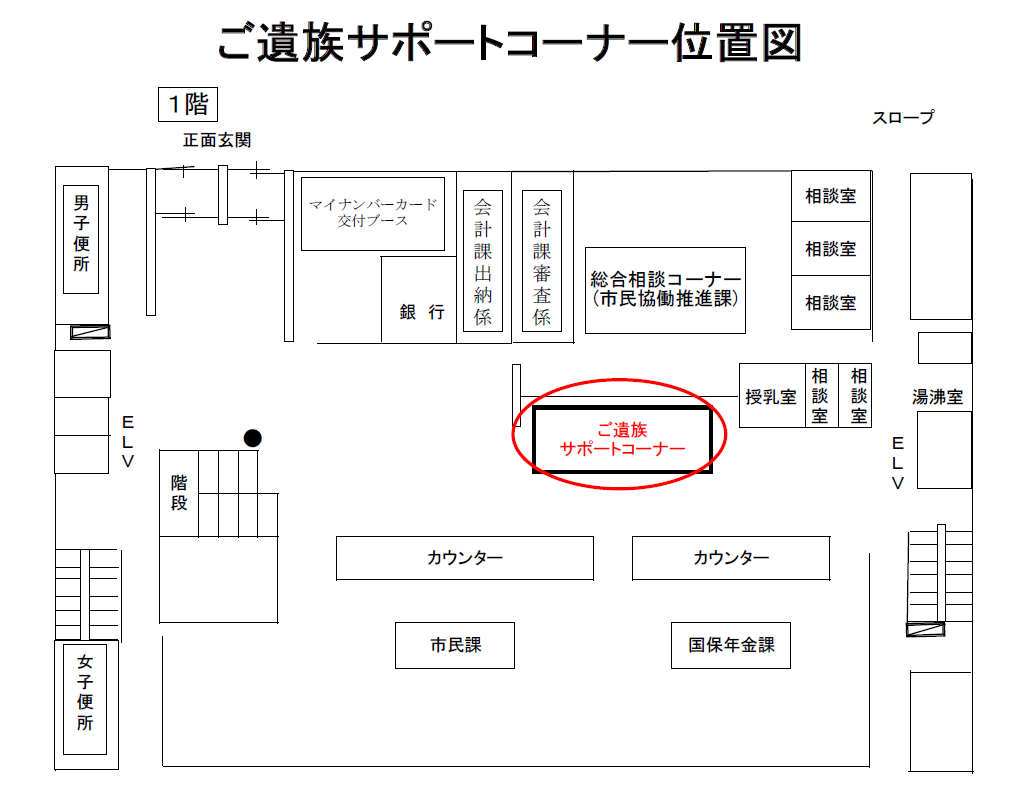 ご遺族サポートコーナー位置図
１階
正面玄関
スロープ
男子便所
マイナンバーカード
交付ブース
会計課出納係
会計課審査係
相談室
相談室
相談室
総合相談コーナー
(市民協働推進課)
銀　行
授乳室
相談室
相談室
湯沸室
ＥＬＶ
ご遺族
サポートコーナー
ＥＬＶ
階段
カウンター
カウンター
市民課
国保年金課
女子便所